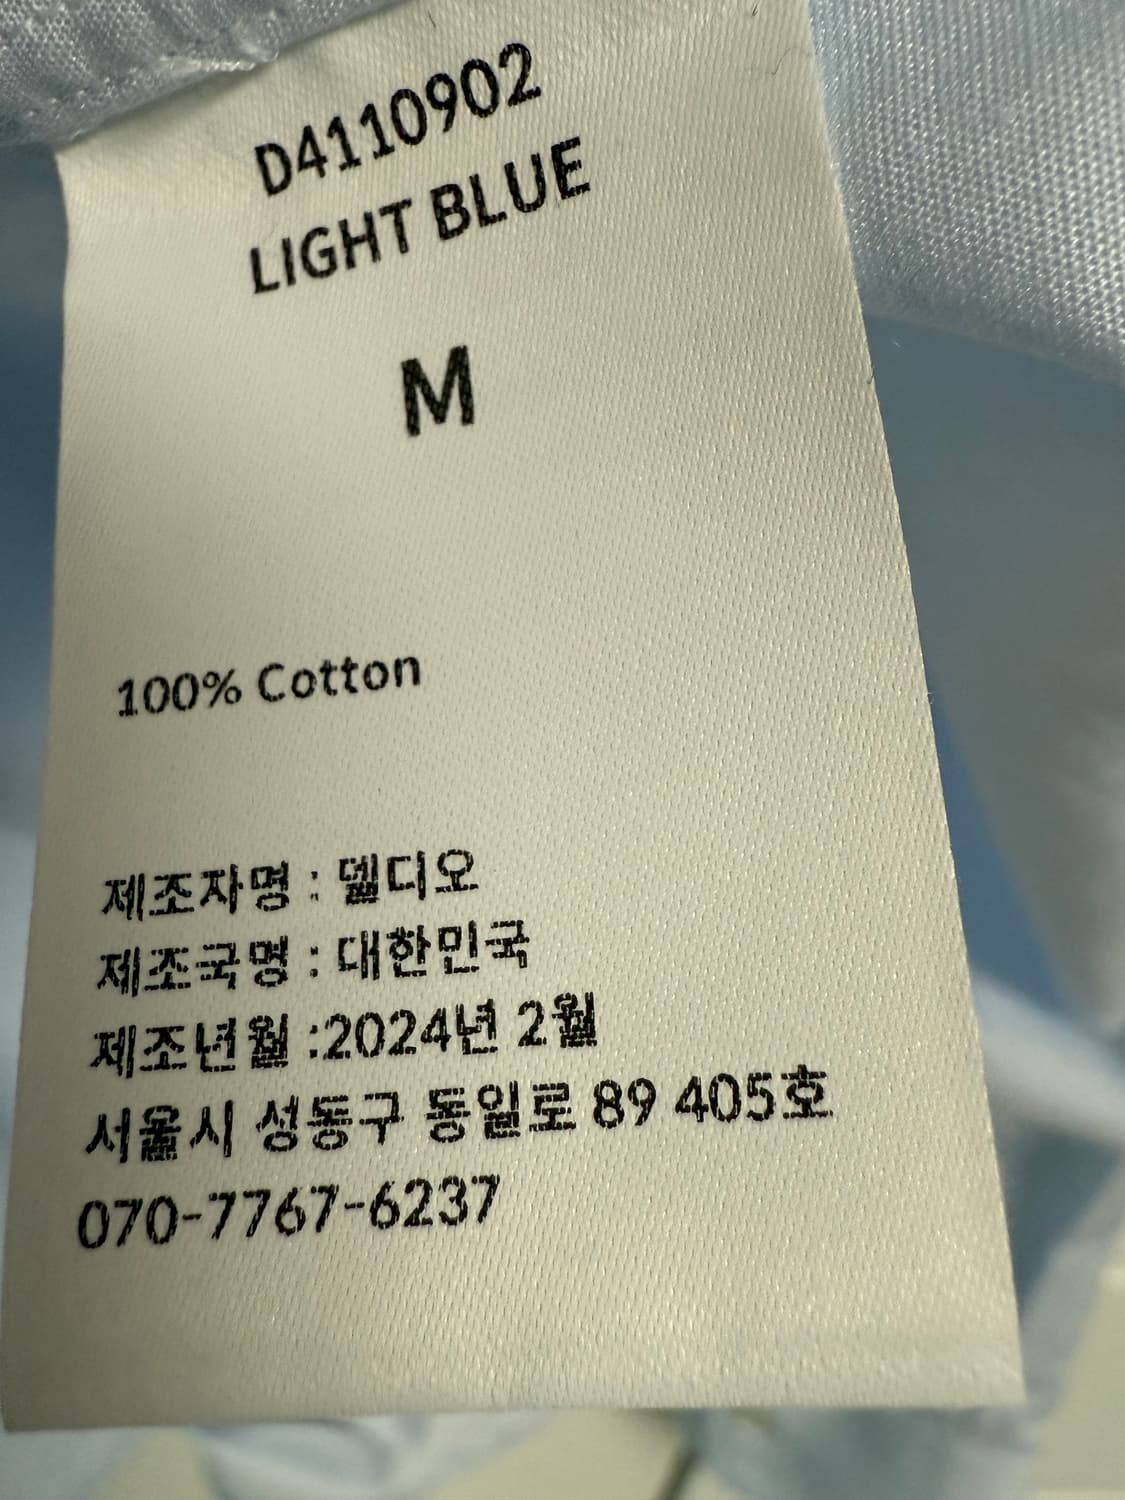 D4110902
LIGHT BLUE
M
100% Cotton
제조자명 : 델디오
제조국명 : 대한민국
제조년월 :2024년 2월
서울시 성동구 동일로 89 405호
070-7767-6237